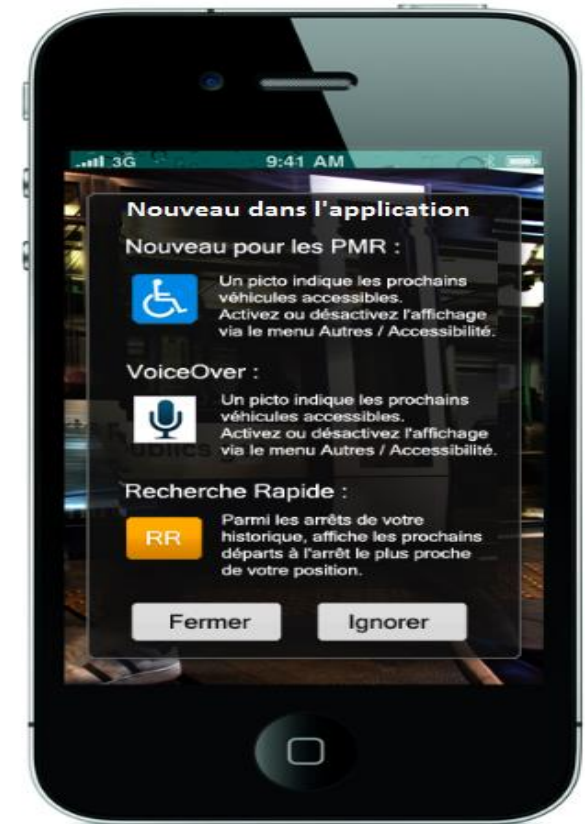 3G 9:41 AM
Nouveau dans l'application
Nouveau pour les PMR :
Un picto indique les prochains
véhicules accessibles.
Activez ou désactivez l'affichage
via le menu Autres / Accessibilité.
VoiceOver :
Un picto indique les prochains
véhicules accessibles.
Activez ou désactivez l'affichage
via le menu Autres / Accessibilité.
Recherche Rapide :
RR
Parmi les arrêts de votre
historique, affiche les prochains
départs à l'arrêt le plus proche
de votre position.
Fermer Ignorer